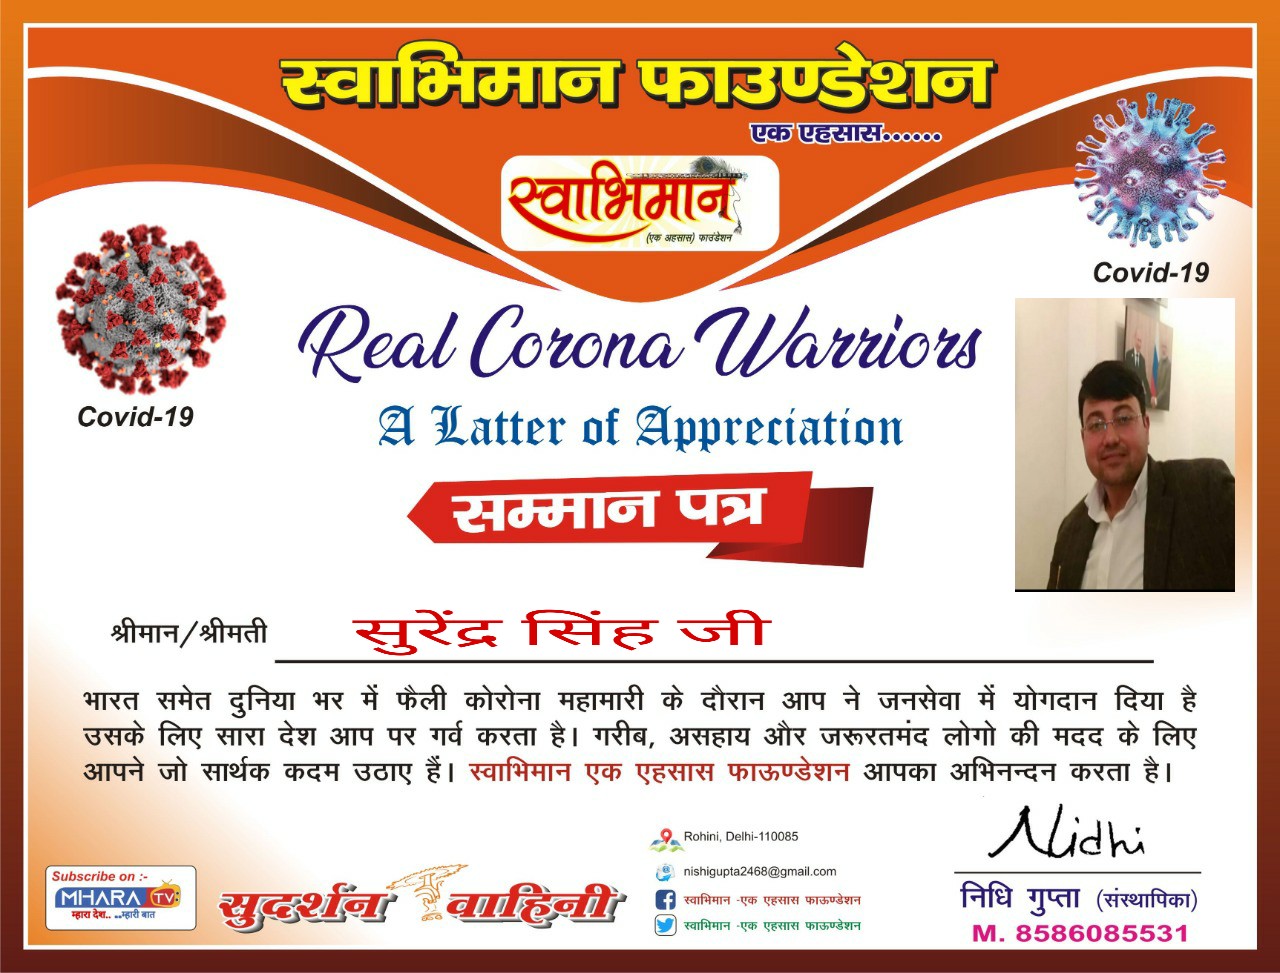 स्वाभिमान फाउण्डेशन
एक एहसास......
स्वाभिमान
(एक अहसास) फाउंडेशन
Covid-19
Covid-19
Real Corona Warriors
A Latter of Appreciation
सम्मान पत्र
श्रीमान/श्रीमती सुरेंद्र सिंह जी
भारत समेत दुनिया भर में फैली कोरोना महामारी के दौरान आप ने जनसेवा में योगदान दिया है
उसके लिए सारा देश आप पर गर्व करता है। गरीब, असहाय और जरूरतमंद लोगो की मदद के लिए
आपने जो सार्थक कदम उठाए हैं। स्वाभिमान एक एहसास फाऊण्डेशन आपका अभिनन्दन करता है।
Subscribe on :-
MHARA TV
म्हारा देश.. ..म्हारी बात
सुदर्शन वाहिनी
Rohini, Delhi-110085
nishigupta2468@gmail.com
स्वाभिमान -एक एहसास फाऊण्डेशन
स्वाभिमान -एक एहसास फाऊण्डेशन
Nidhi
निधि गुप्ता (संस्थापिका)
M. 8586085531